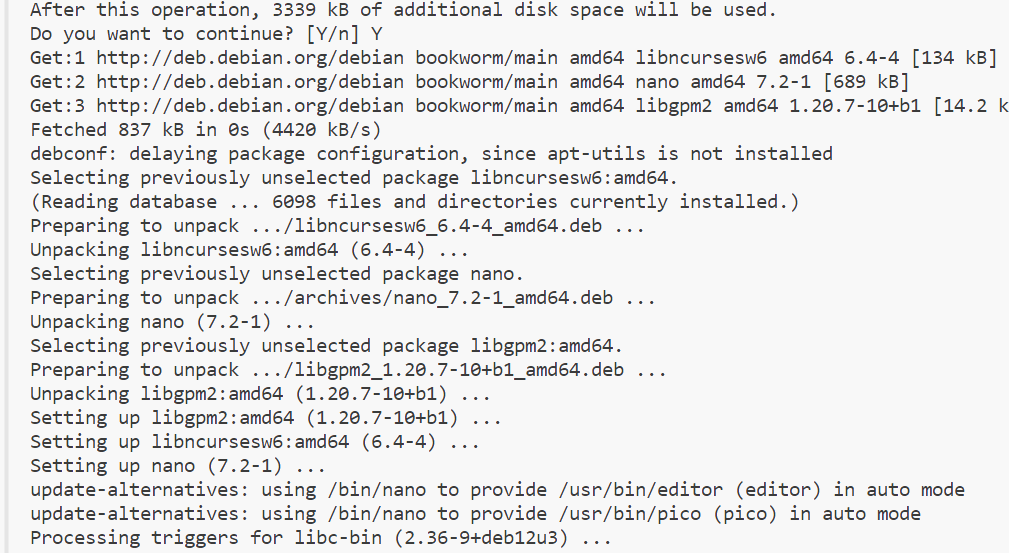 After this operation, 3339 kB of additional disk space will be used.
Do you want to continue? [Y/n] Y
Get:1 http://deb.debian.org/debian bookworm/main amd64 libncursesw6 amd64 6.4-4 [134 kB]
Get:2 http://deb.debian.org/debian bookworm/main amd64 nano amd64 7.2-1 [689 kB]
Get:3 http://deb.debian.org/debian bookworm/main amd64 libgpm2 amd64 1.20.7-10+b1 [14.2 k
Fetched 837 kB in 0s (4420 kB/s)
debconf: delaying package configuration, since apt-utils is not installed
Selecting previously unselected package libncursesw6:amd64.
(Reading database ... 6098 files and directories currently installed.)
Preparing to unpack .../libncursesw6_6.4-4_amd64.deb ...
Unpacking libncursesw6:amd64 (6.4-4) ...
Selecting previously unselected package nano.
Preparing to unpack .../archives/nano_7.2-1_amd64.deb ...
Unpacking nano (7.2-1) ...
Selecting previously unselected package libgpm2:amd64.
Preparing to unpack .../libgpm2_1.20.7-10+b1_amd64.deb ...
Unpacking libgpm2:amd64 (1.20.7-10+b1) ...
Setting up libgpm2:amd64 (1.20.7-10+b1) ...
Setting up libncursesw6:amd64 (6.4-4) ...
Setting up nano (7.2-1) ...
update-alternatives: using /bin/nano to provide /usr/bin/editor (editor) in auto mode
update-alternatives: using /bin/nano to provide /usr/bin/pico (pico) in auto mode
Processing triggers for libc-bin (2.36-9+deb12u3) ...